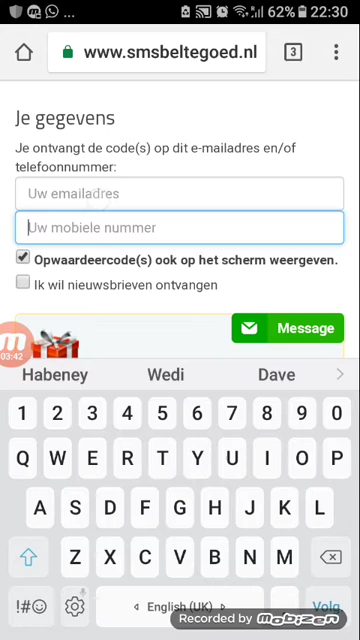 ... 62% 22:30
www.smsbeltegoed.nl 3
Je gegevens
Je ontvangt de code(s) op dit e-mailadres en/of
telefoonnummer:
Uw emailadres
Uw mobiele nummer
Opwaardeercode(s) ook op het scherm weergeven.
Ik wil nieuwsbrieven ontvangen
Message
03:42
Habeney Wedi Dave
1 2 3 4 5 6 7 8 9 0
Q W E R T Y U I O P
A S D F G H J K L
Z X C V B N M
!#☺ English (UK) Volg.
Recorded by Mobizen